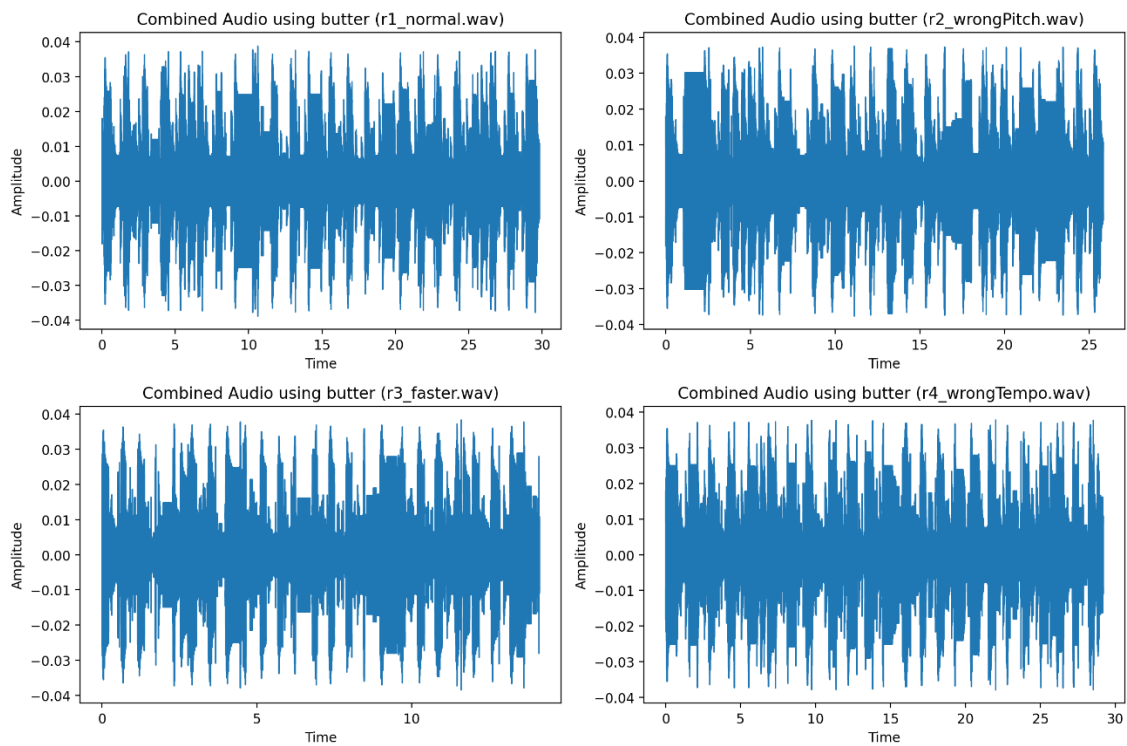 Combined Audio using butter (r1_normal.wav)
0.04
0.03
0.02
0.01
0.00
−0.01
−0.02
−0.03
−0.04
Amplitude
0 5 10 15 20 25 30
Time
Combined Audio using butter (r2_wrongPitch.wav)
0.04
0.03
0.02
0.01
0.00
−0.01
−0.02
−0.03
−0.04
Amplitude
0 5 10 15 20 25
Time
Combined Audio using butter (r3_faster.wav)
0.04
0.03
0.02
0.01
0.00
−0.01
−0.02
−0.03
−0.04
Amplitude
0 5 10
Time
Combined Audio using butter (r4_wrongTempo.wav)
0.04
0.03
0.02
0.01
0.00
−0.01
−0.02
−0.03
−0.04
Amplitude
0 5 10 15 20 25 30
Time